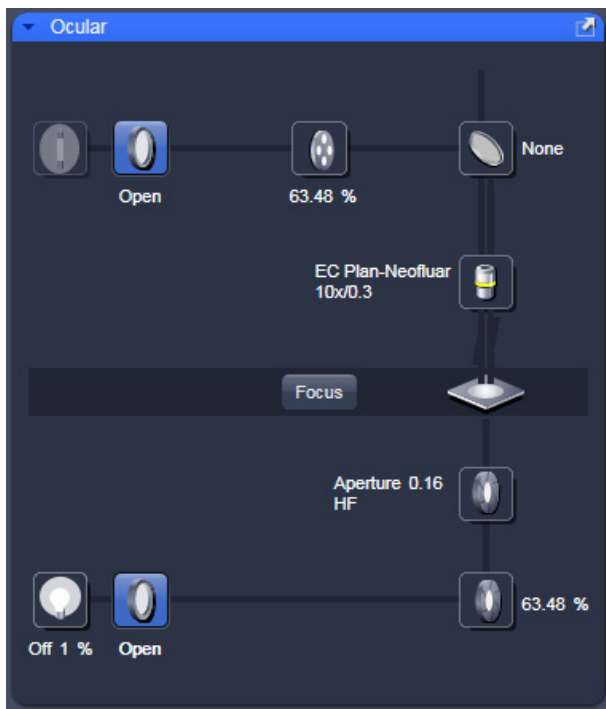 Ocular
None
Open
63.48 %
EC Plan-Neofluar
10x/0.3
Focus
Aperture 0.16
HF
63.48 %
Off 1 %
Open